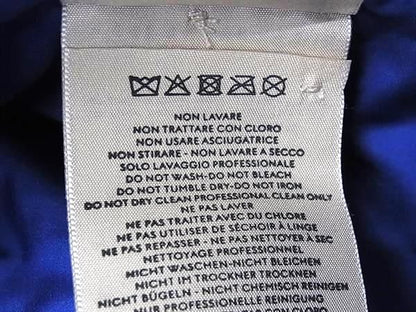 NON LAVARE
NON TRATTARE CON CLORO
NON USARE ASCIUGATRICE
NON STIRARE - NON LAVARE A SECCO
SOLO LAVAGGIO PROFESSIONALE
DO NOT WASH-DO NOT BLEACH
DO NOT TUMBLE DRY-DO NOT IRON
DO NOT DRY CLEAN PROFESSIONAL CLEAN ONLY
NE PAS LAVER
NE PAS TRAITER AVEC DU CHLORE
NE PAS UTILISER DE SÉCHOIR À LINGE
NE PAS REPASSER - NE PAS NETTOYER À SEC
NETTOYAGE PROFESSIONNEL
NICHT WASCHEN-NICHT BLEICHEN
NICHT IM TROCKNER TROCKNEN
NICHT BÜGELN - NICHT CHEMISCH REINIGEN
NUR PROFESSIONELLE REINIGUNG
NO LAVAR